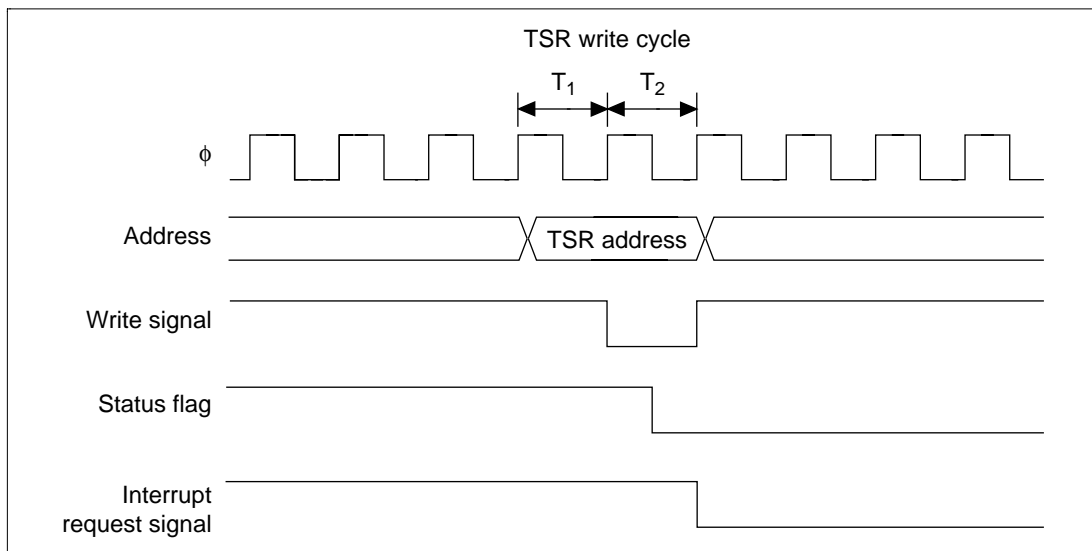 TSR write cycle
T1 T2
ϕ
Address
TSR address
Write signal
Status flag
Interrupt
request signal